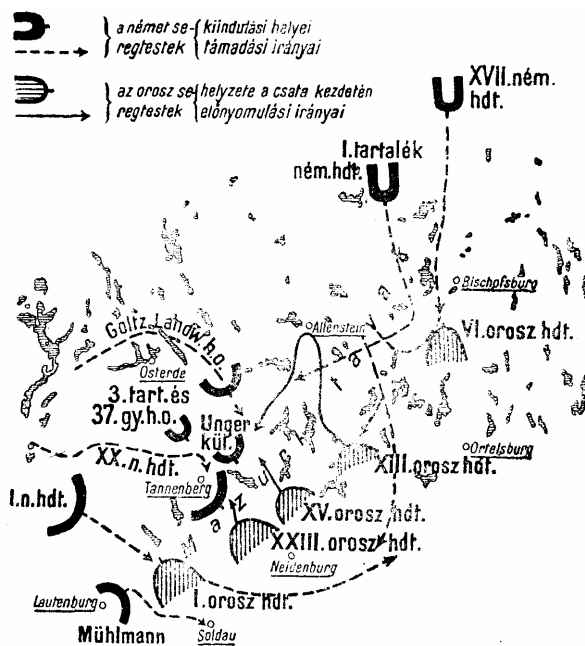 a német se- kiindulási helyei
regtestek támadási irányai
az orosz se- helyzete a csata kezdetén
regtestek előnyomulási irányai
XVII. ném.
hdt.
I. tartalék
ném. hdt.
Bischofsburg
Goltz Landw. h.o.
Allenstein
VI. orosz hdt.
Osterde
3. tart. és
37. gy. h.o.
Unger
kül.
Ortelsburg
XX. n. hdt.
XIII. orosz hdt.
Tannenberg
I. n. hdt.
XV. orosz hdt.
XXIII. orosz hdt.
Neidenburg
I. orosz hdt.
Lautenburg
Mühlmann
Soldau